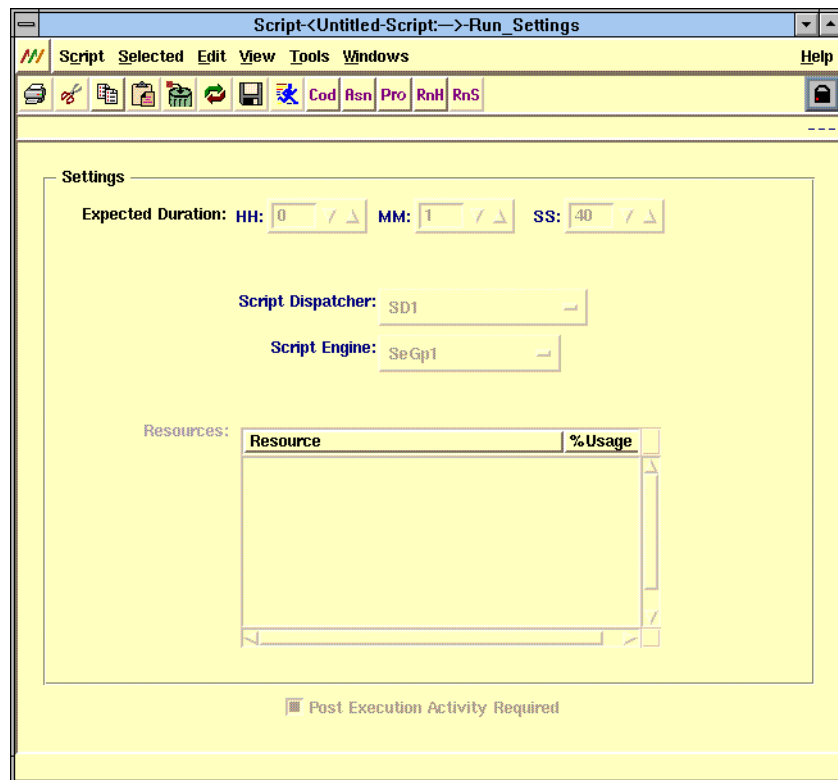 Script-<Untitled-Script:—>-Run_Settings
Script Selected Edit View Tools Windows Help
Cod Asn Pro RnH RnS
---
Settings
Expected Duration: HH: 0 MM: 1 SS: 40
Script Dispatcher: SD1
Script Engine: SeGp1
Resources:
Resource %Usage
Post Execution Activity Required